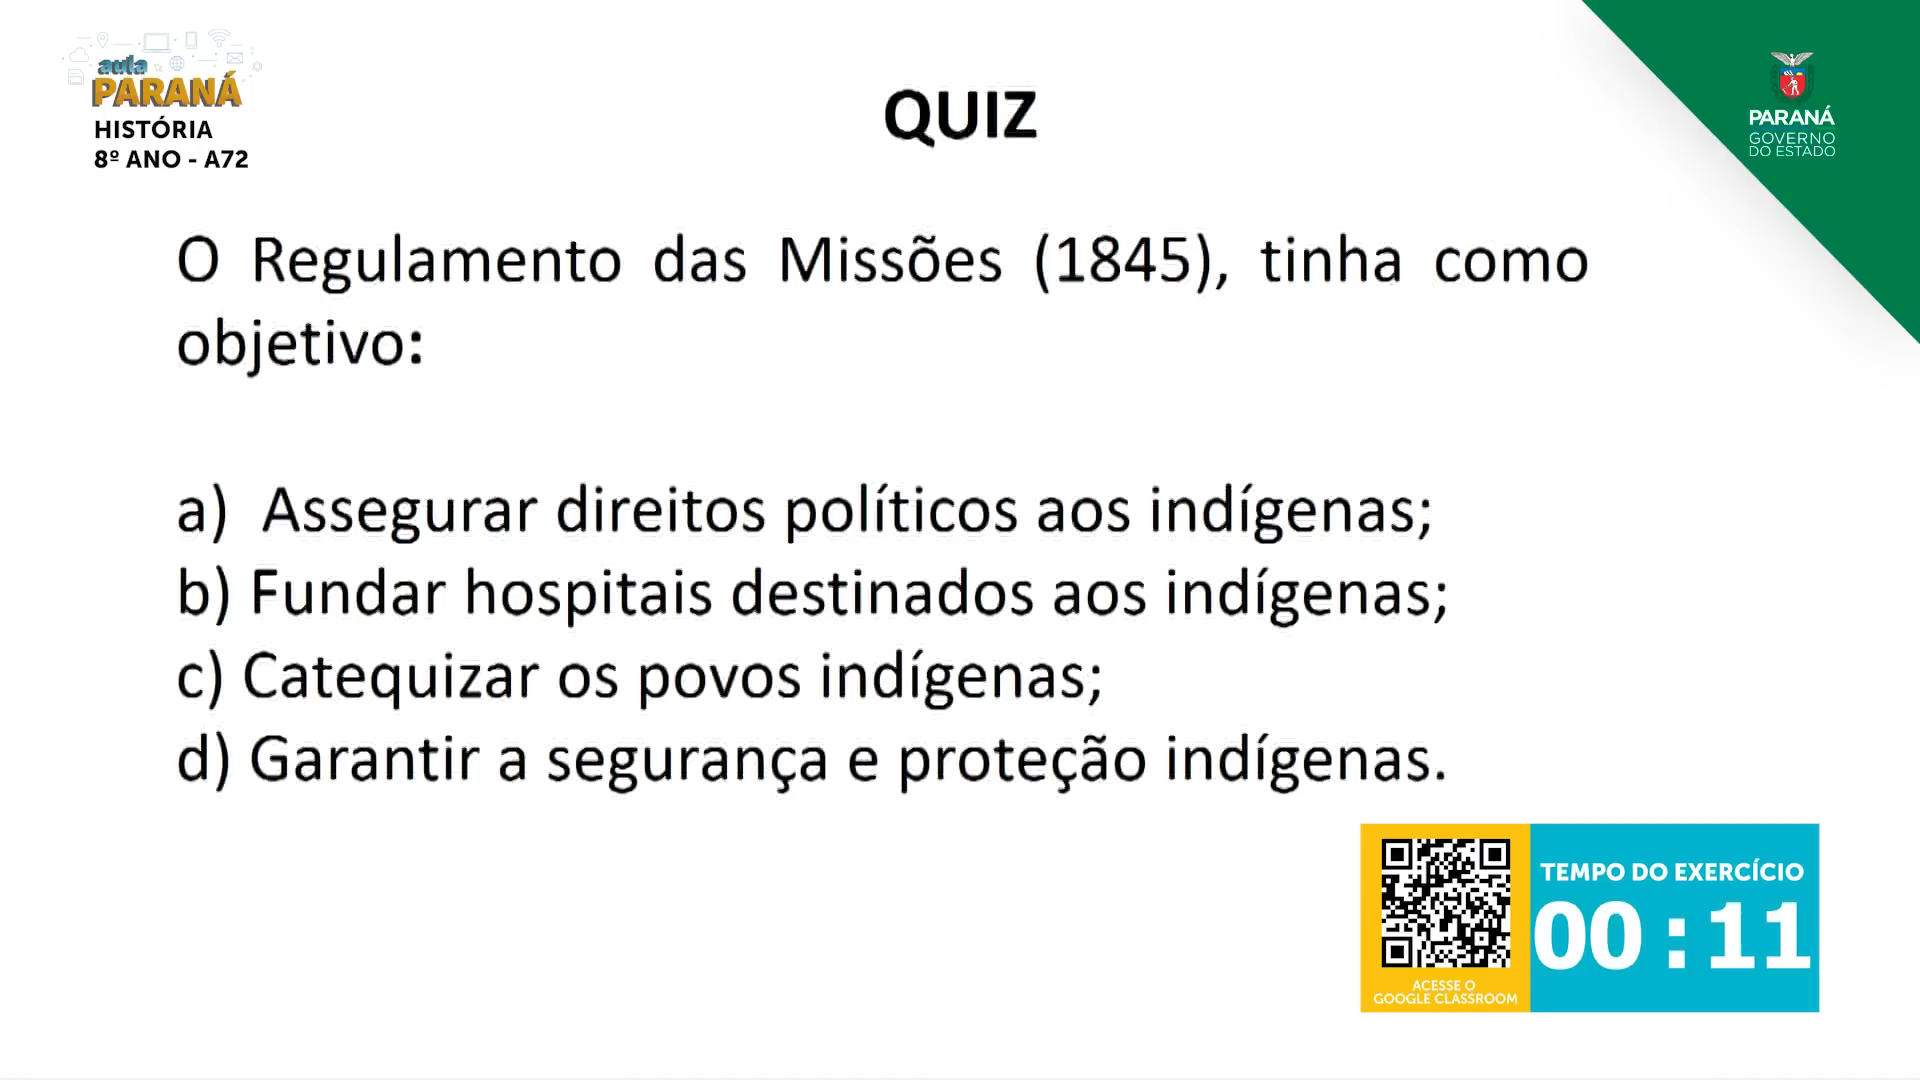 aula
PARANÁ
HISTÓRIA
8º ANO - A72
QUIZ
PARANÁ
GOVERNO
DO ESTADO
O Regulamento das Missões (1845), tinha como
objetivo:
a) Assegurar direitos políticos aos indígenas;
b) Fundar hospitais destinados aos indígenas;
c) Catequizar os povos indígenas;
d) Garantir a segurança e proteção indígenas.
TEMPO DO EXERCÍCIO
00:11
ACESSE O
GOOGLE CLASSROOM